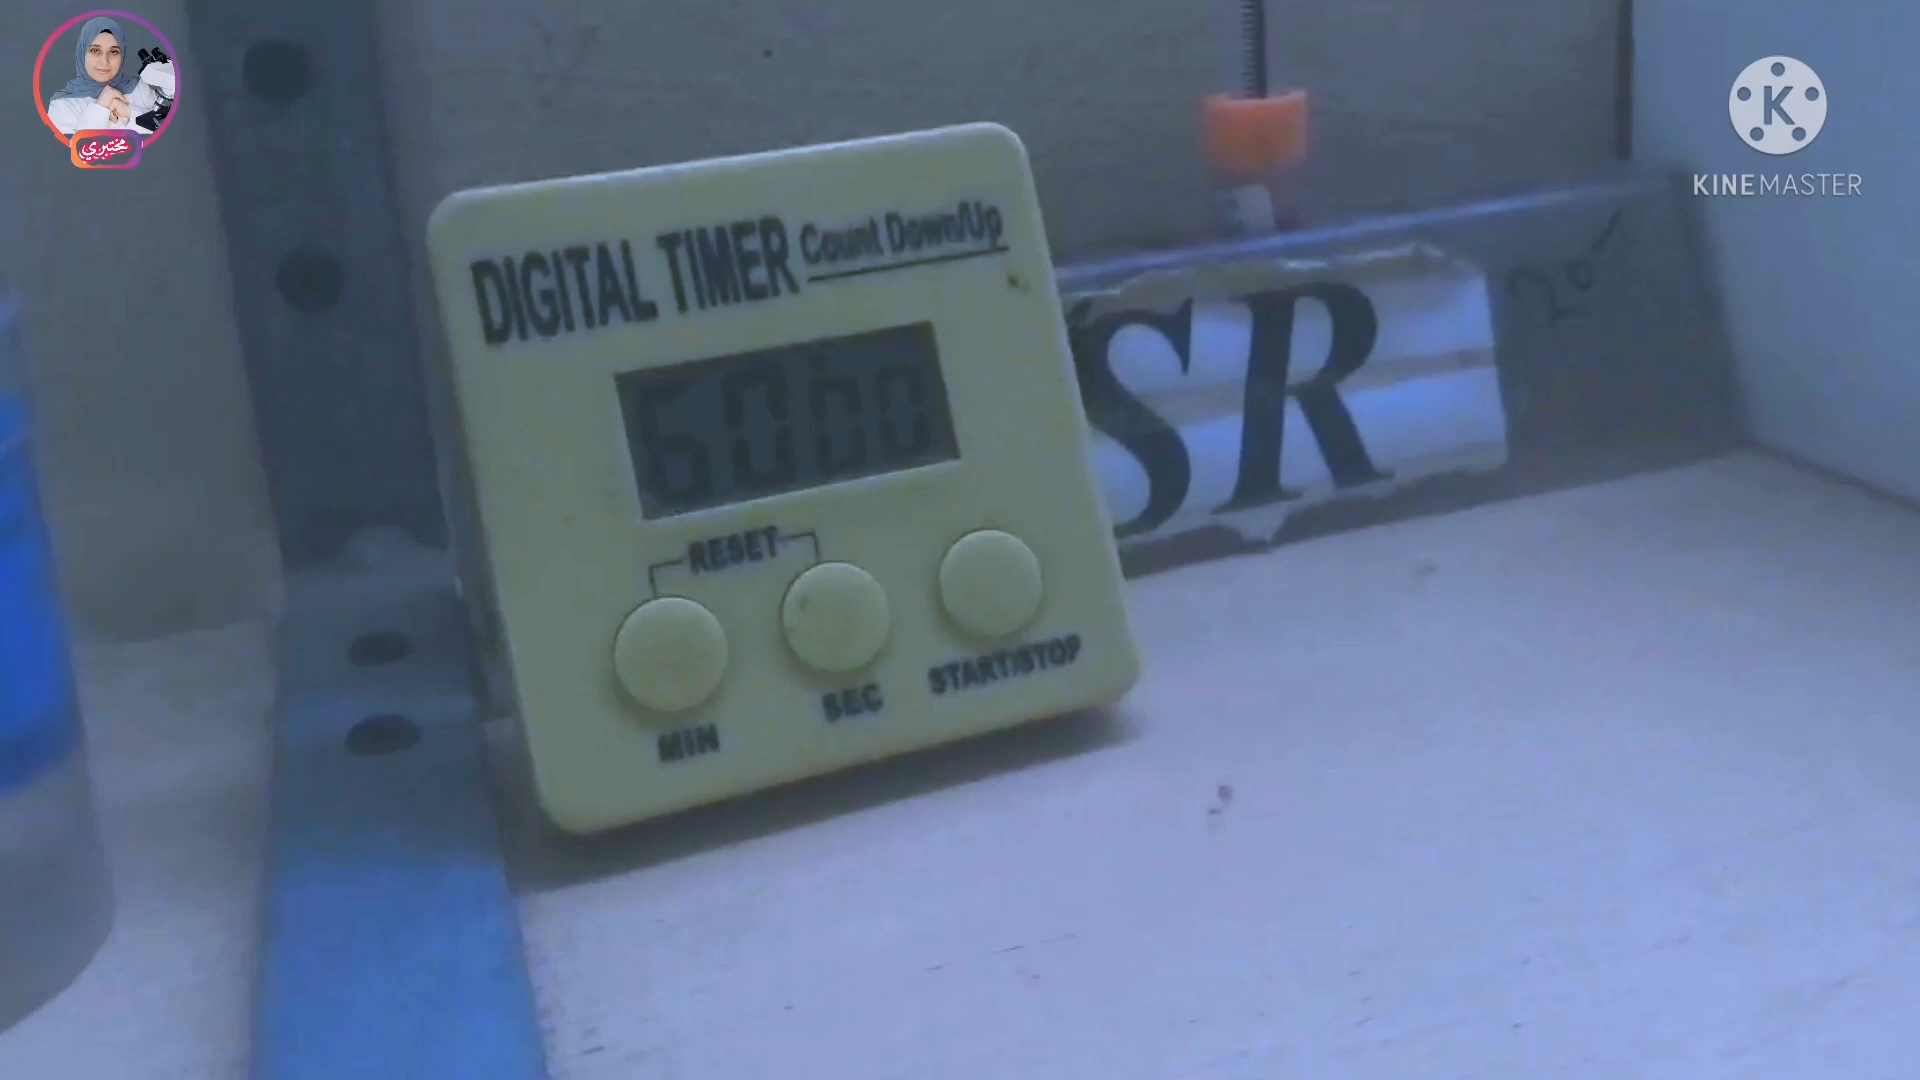 مختبري
K
KINEMASTER
DIGITAL TIMER Count Down/Up
60 00
RESET
MIN
SEC
START/STOP
SR